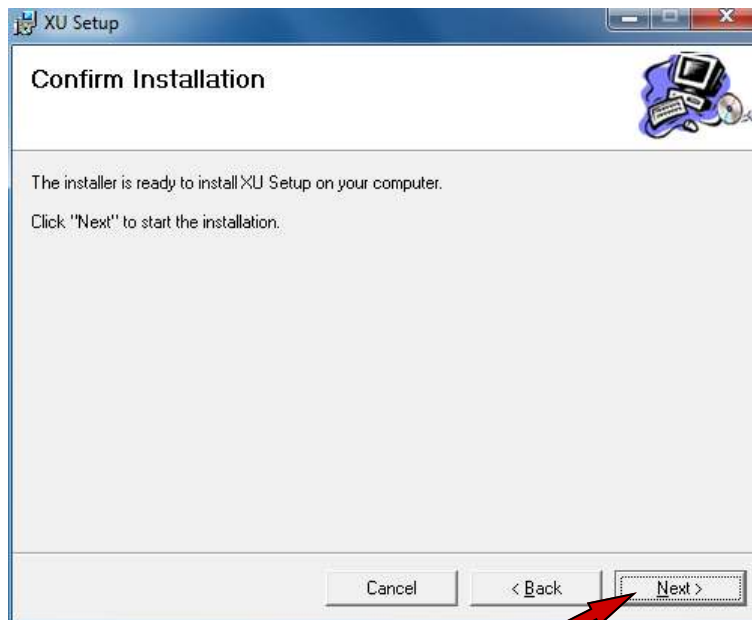 XU Setup
Confirm Installation
The installer is ready to install XU Setup on your computer.
Click "Next" to start the installation.
Cancel
< Back
Next >